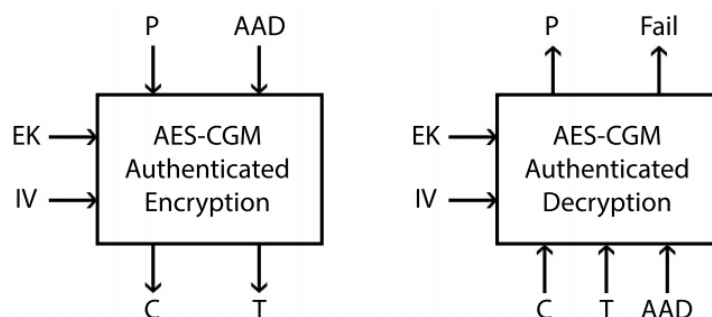 P AAD
EK
IV
AES-CGM
Authenticated
Encryption
C T
P Fail
EK
IV
AES-CGM
Authenticated
Decryption
C T AAD